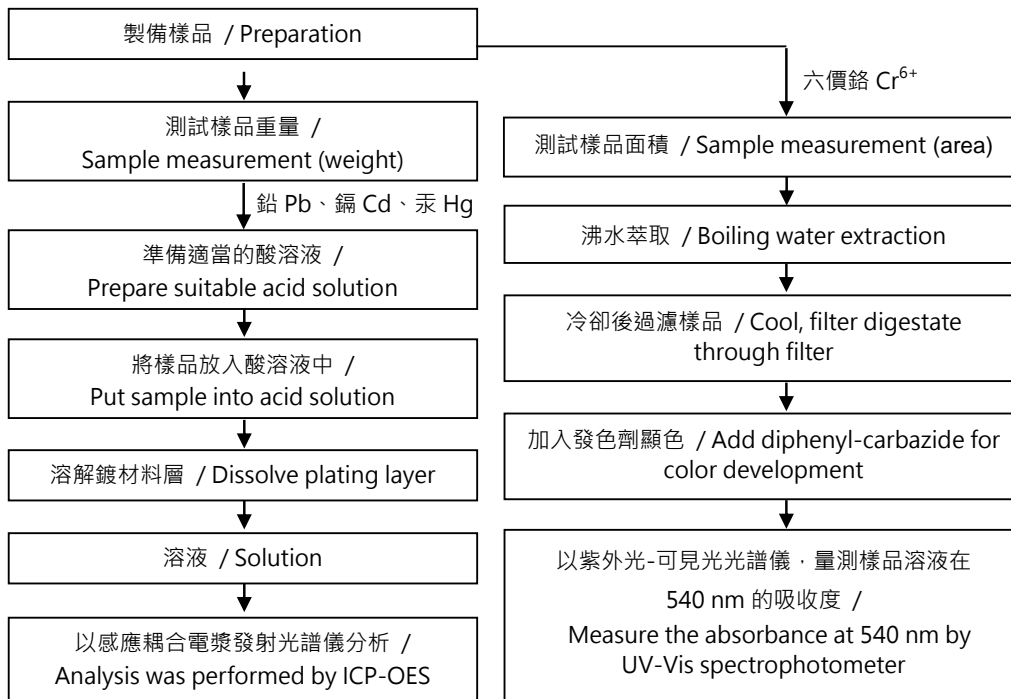 製備樣品 / Preparation
測試樣品重量 /
Sample measurement (weight)
鉛 Pb、鎘 Cd、汞 Hg
準備適當的酸溶液 /
Prepare suitable acid solution
將樣品放入酸溶液中 /
Put sample into acid solution
溶解鍍材料層 / Dissolve plating layer
溶液 / Solution
以感應耦合電漿發射光譜儀分析 /
Analysis was performed by ICP-OES
六價鉻 Cr⁶⁺
測試樣品面積 / Sample measurement (area)
沸水萃取 / Boiling water extraction
冷卻後過濾樣品 / Cool, filter digestate
through filter
加入發色劑顯色 / Add diphenyl-carbazide for
color development
以紫外光-可見光光譜儀，量測樣品溶液在
540 nm 的吸收度 /
Measure the absorbance at 540 nm by
UV-Vis spectrophotometer